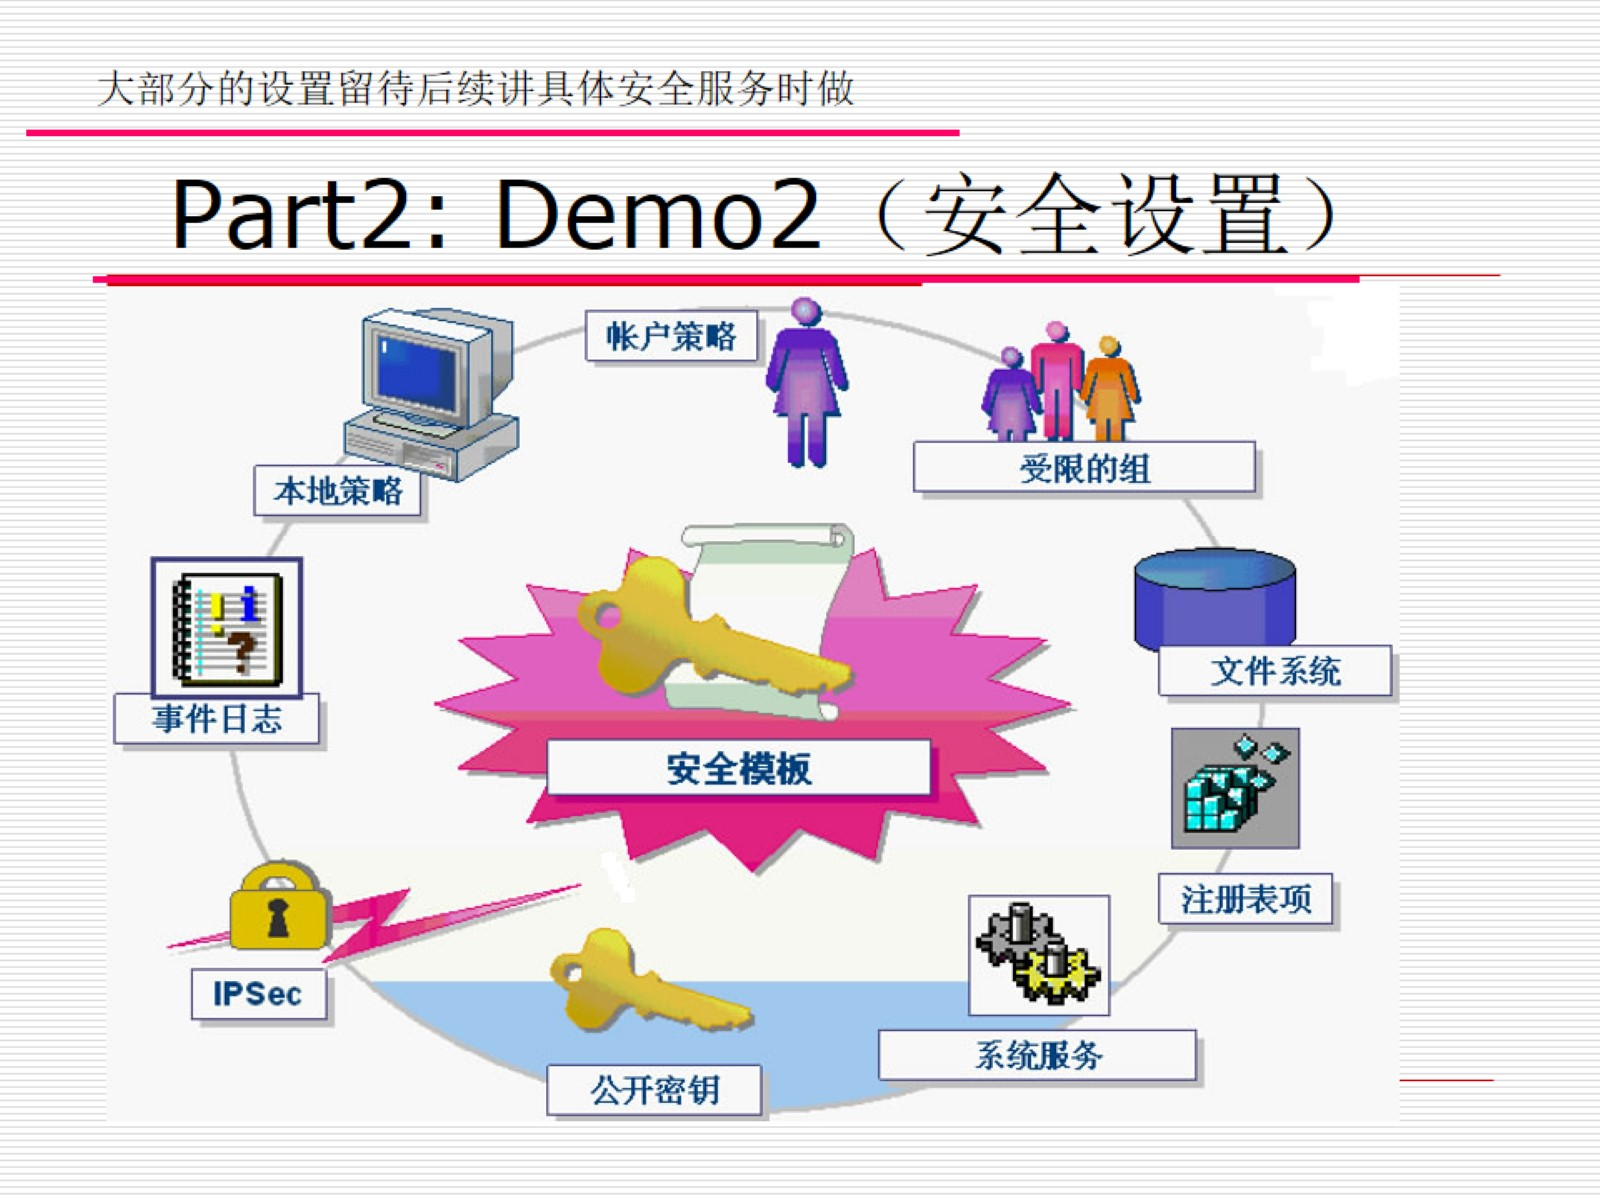 大部分的设置留待后续讲具体安全服务时做
Part2: Demo2（安全设置）
帐户策略
受限的组
本地策略
文件系统
事件日志
安全模板
注册表项
IPSec
系统服务
公开密钥